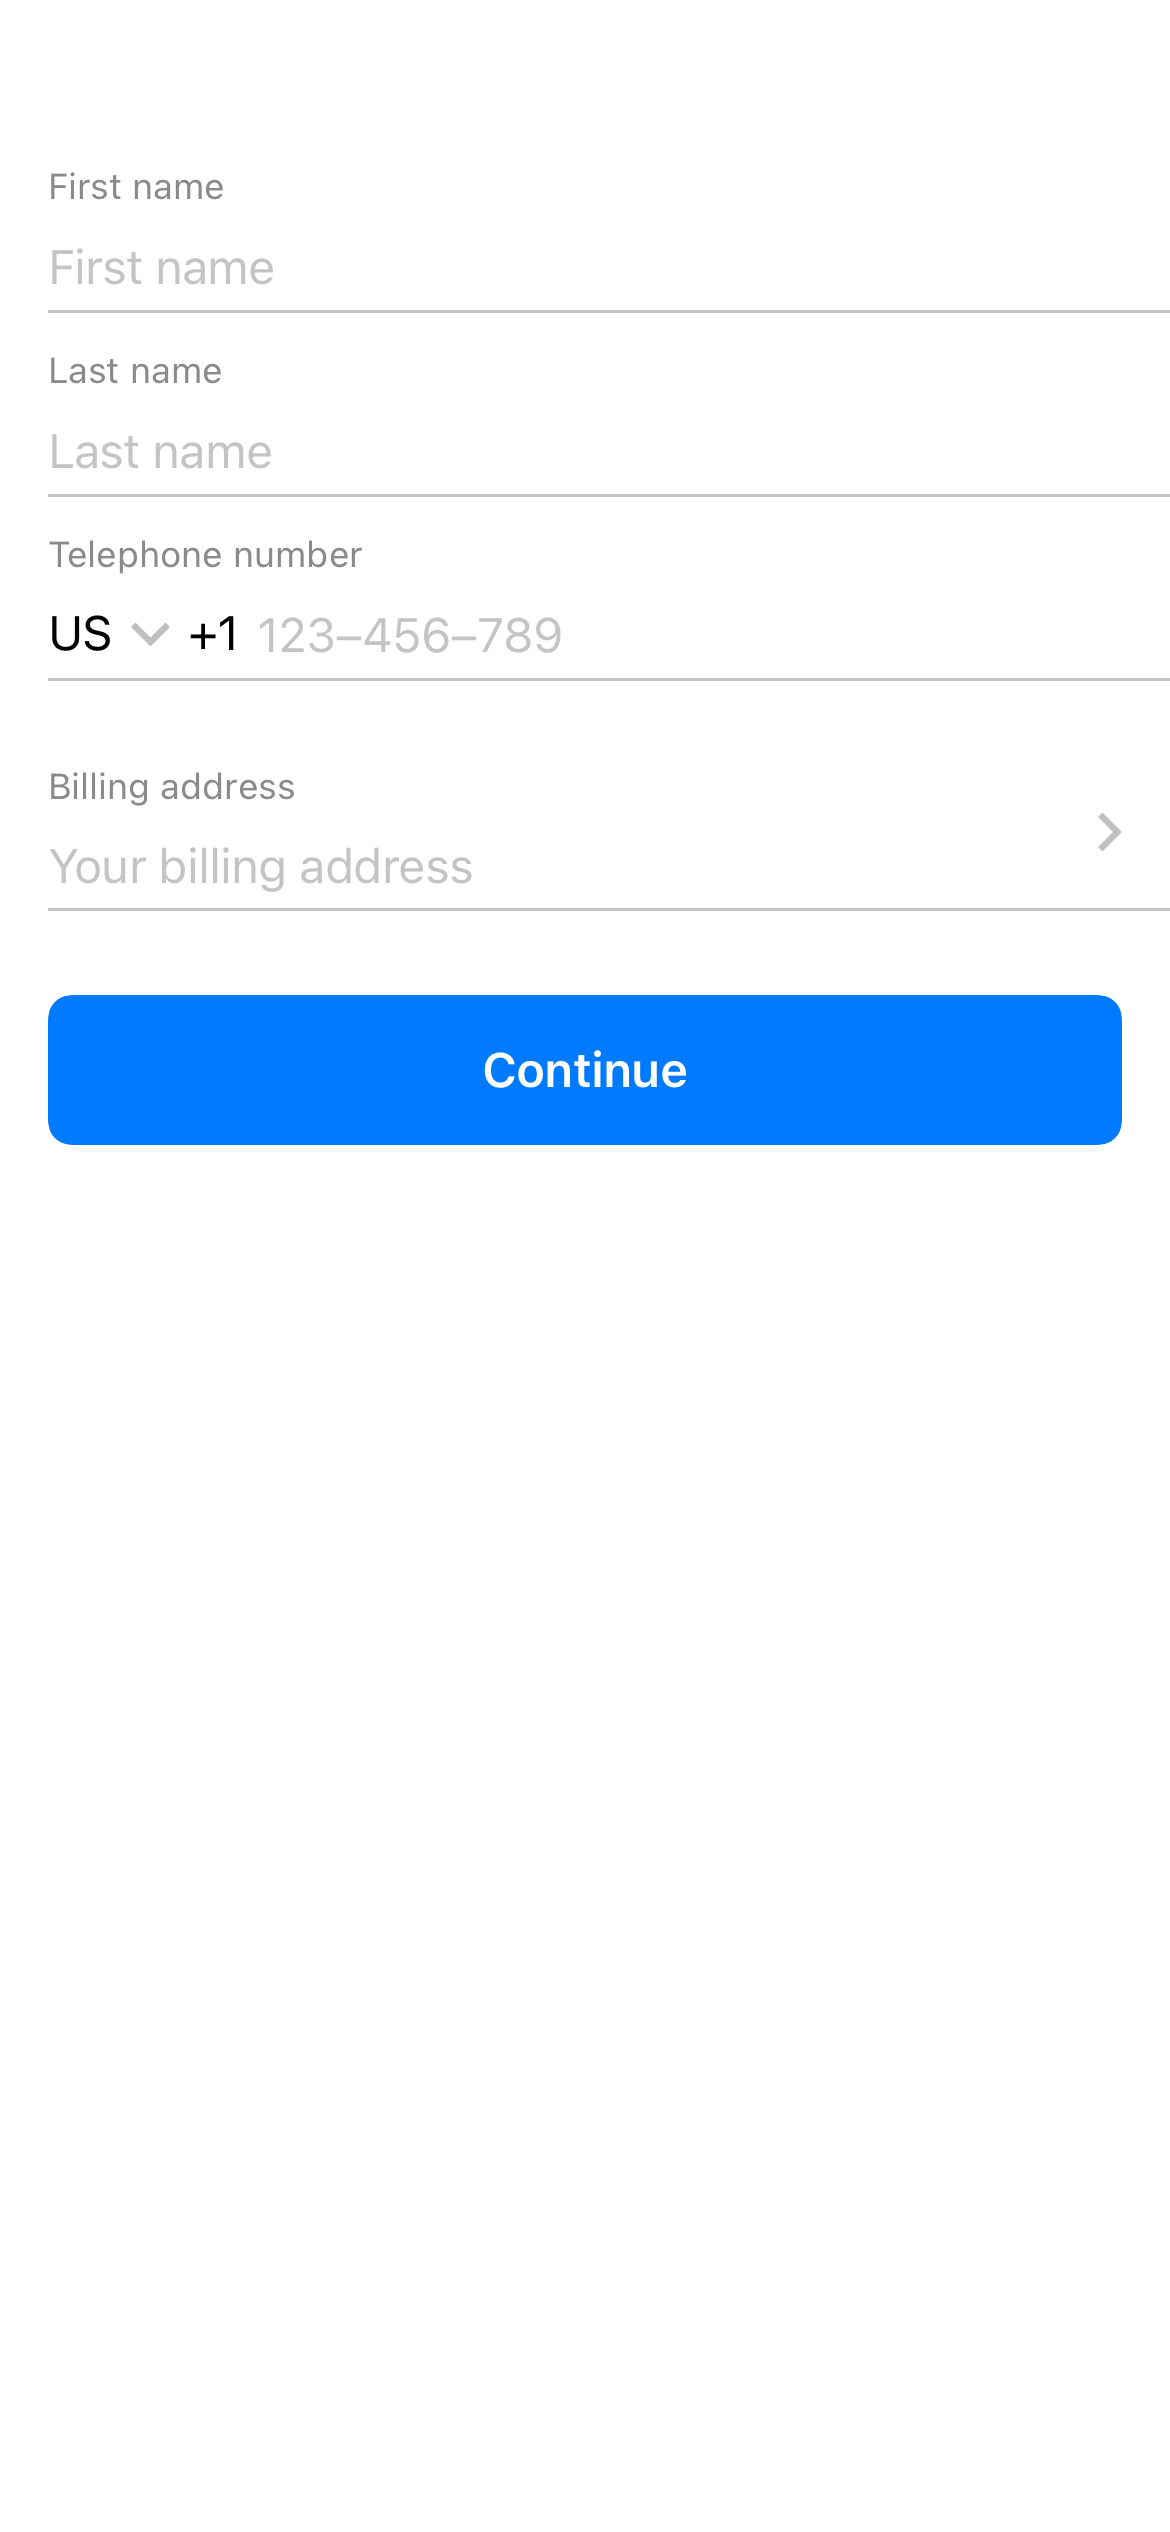 First name
First name
Last name
Last name
Telephone number
US +1 123–456–789
Billing address
Your billing address
Continue